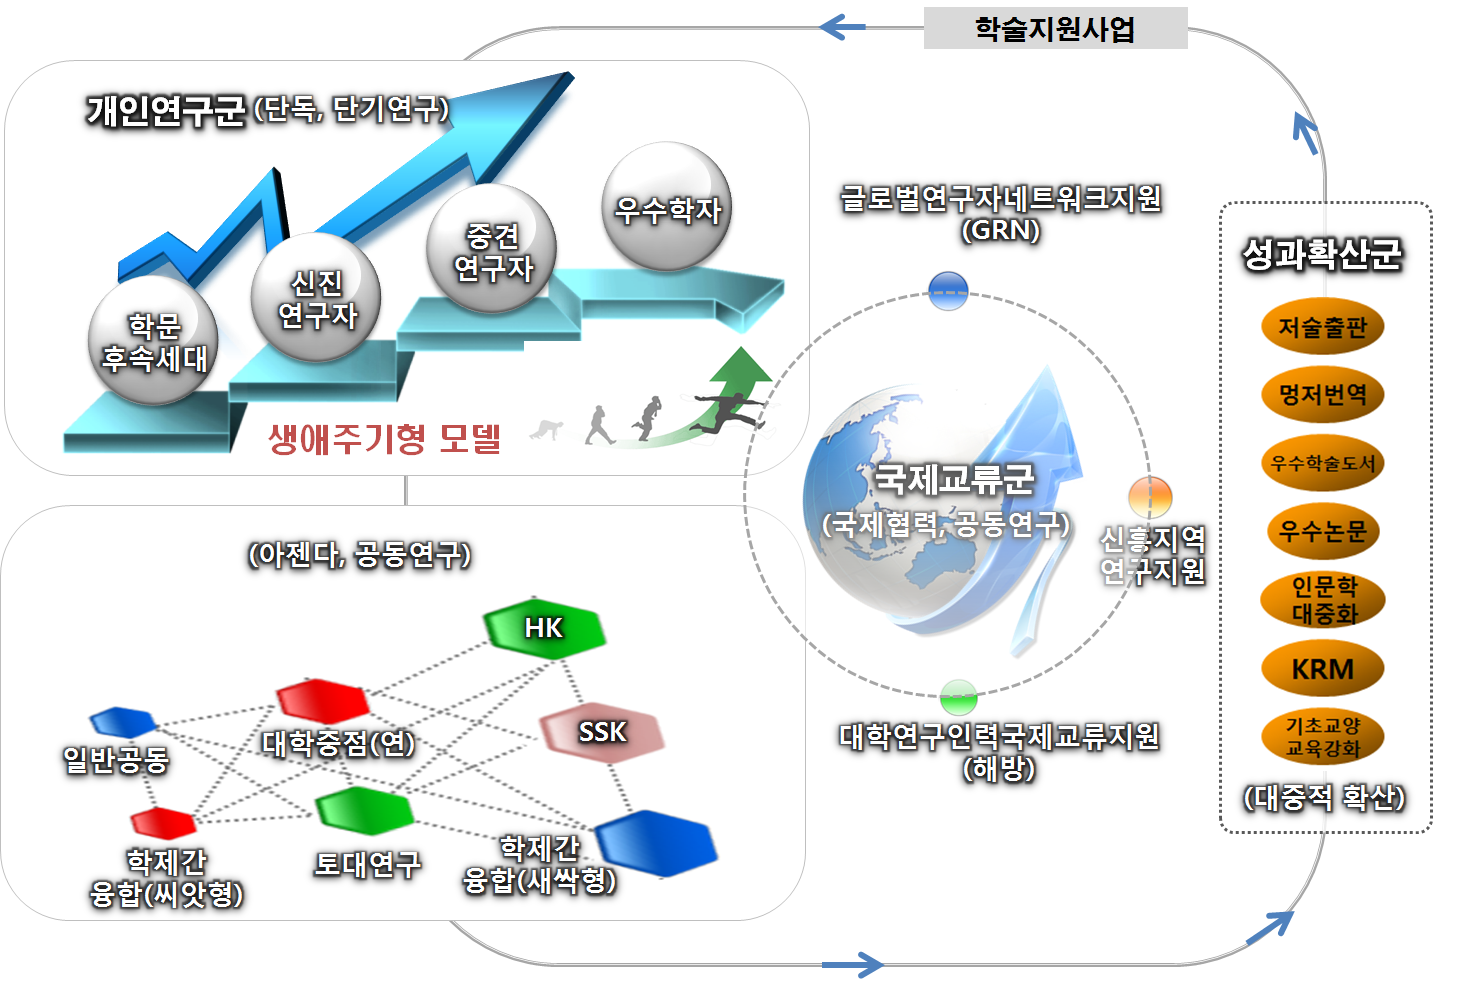 학술지원사업
개인연구군 (단독, 단기연구)
우수학자
중견
연구자
신진
연구자
학문
후속세대
생애주기형 모델
(아젠다, 공동연구)
HK
SSK
대학중점(연)
일반공동
학제간
융합(씨앗형)
토대연구
학제간
융합(새싹형)
글로벌연구자네트워크지원
(GRN)
국제교류군
(국제협력, 공동연구)
신흥지역
연구지원
대학연구인력국제교류지원
(해방)
성과확산군
저술출판
멍저번역
우수학술도서
우수논문
인문학
대중화
KRM
기초교양
교육강화
(대중적 확산)